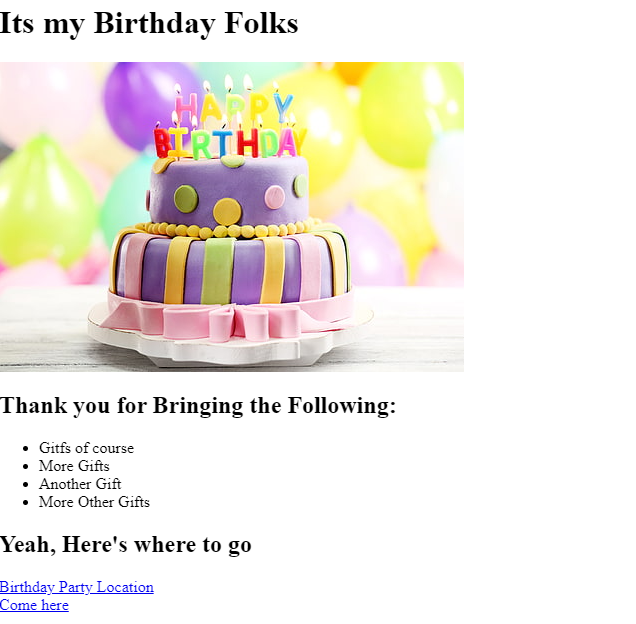 Its my Birthday Folks
HAPPY
BIRTHDAY
Thank you for Bringing the Following:
Gitfs of course
More Gifts
Another Gift
More Other Gifts
Yeah, Here's where to go
Birthday Party Location
Come here